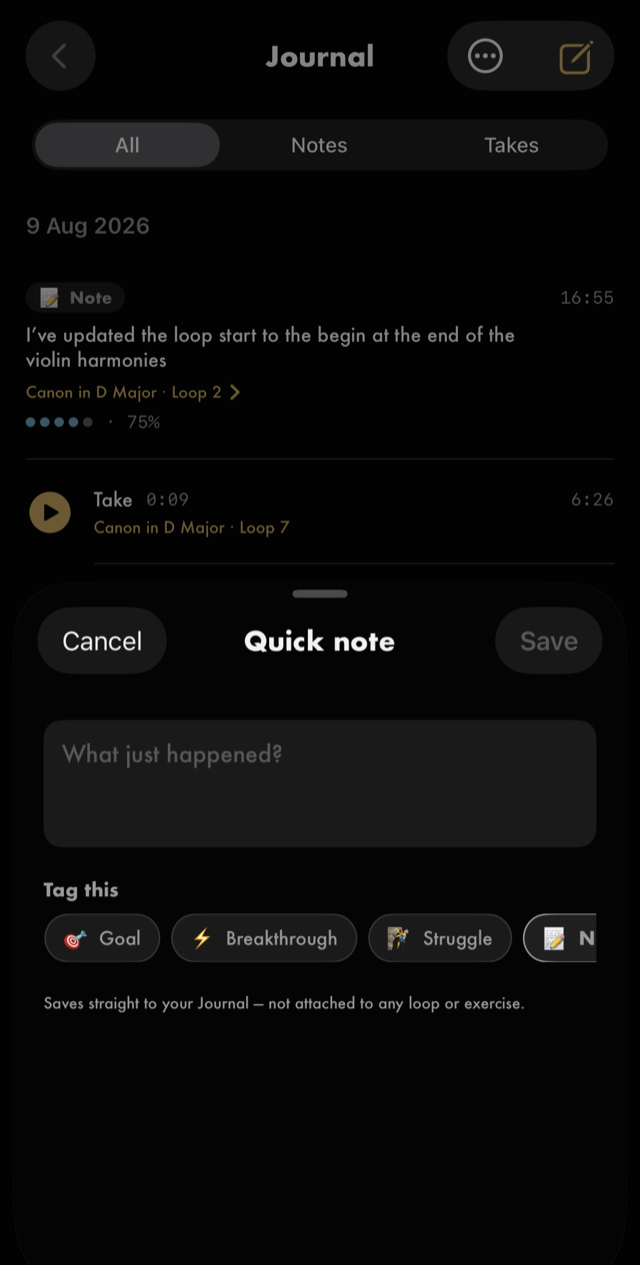 Journal
All Notes Takes
9 Aug 2026
Note 16:55
I’ve updated the loop start to the begin at the end of the
violin harmonies
Canon in D Major · Loop 2
· 75%
Take 0:09 6:26
Canon in D Major · Loop 7
Cancel Quick note Save
What just happened?
Tag this
Goal Breakthrough Struggle N
Saves straight to your Journal — not attached to any loop or exercise.